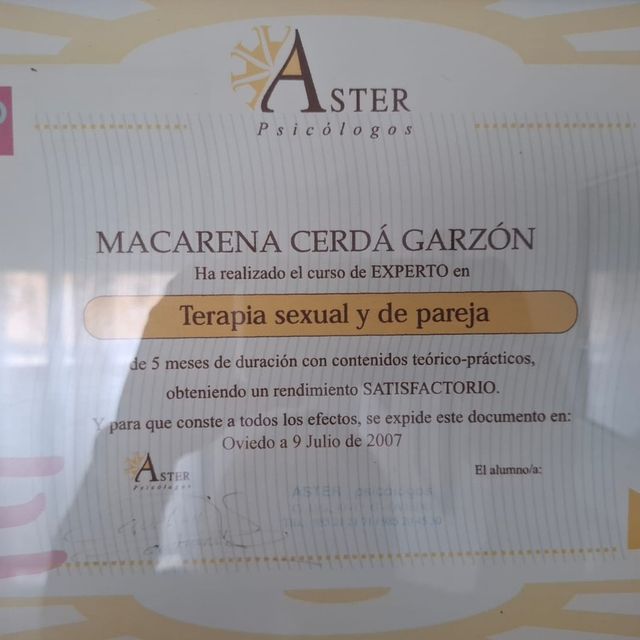 ASTER
Psicólogos
MACARENA CERDÁ GARZÓN
Ha realizado el curso de EXPERTO en
Terapia sexual y de pareja
de 5 meses de duración con contenidos teórico-prácticos,
obteniendo un rendimiento SATISFACTORIO.
Y para que conste a todos los efectos, se expide este documento en:
Oviedo a 9 Julio de 2007
ASTER
Psicólogos
El alumno/a:
ASTER psicólogos